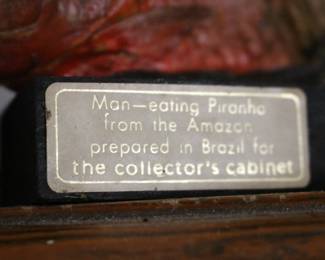 Man-eating Piranha
from the Amazon
prepared in Brazil for
the collector's cabinet